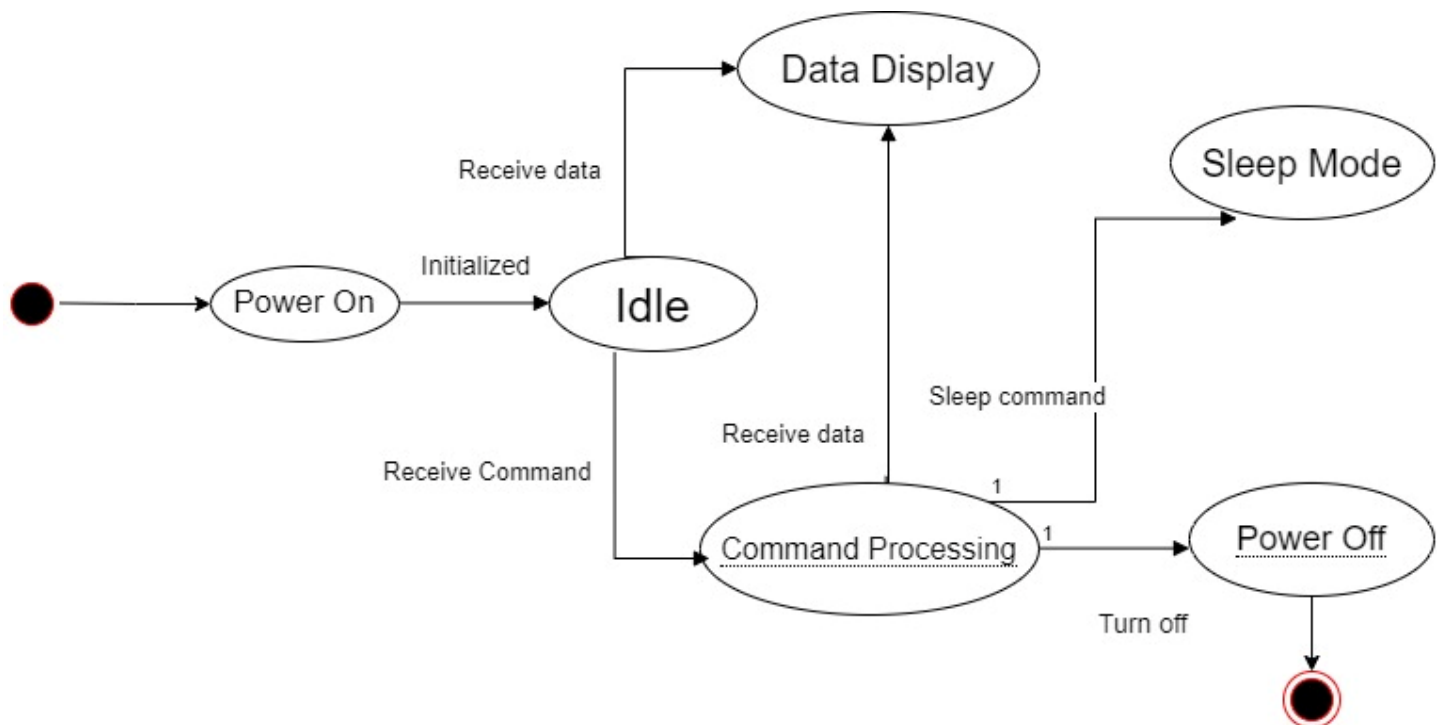 Data Display
Sleep Mode
Receive data
Initialized
Power On
Idle
Sleep command
Receive data
Receive Command
1
1
Command Processing
Power Off
Turn off